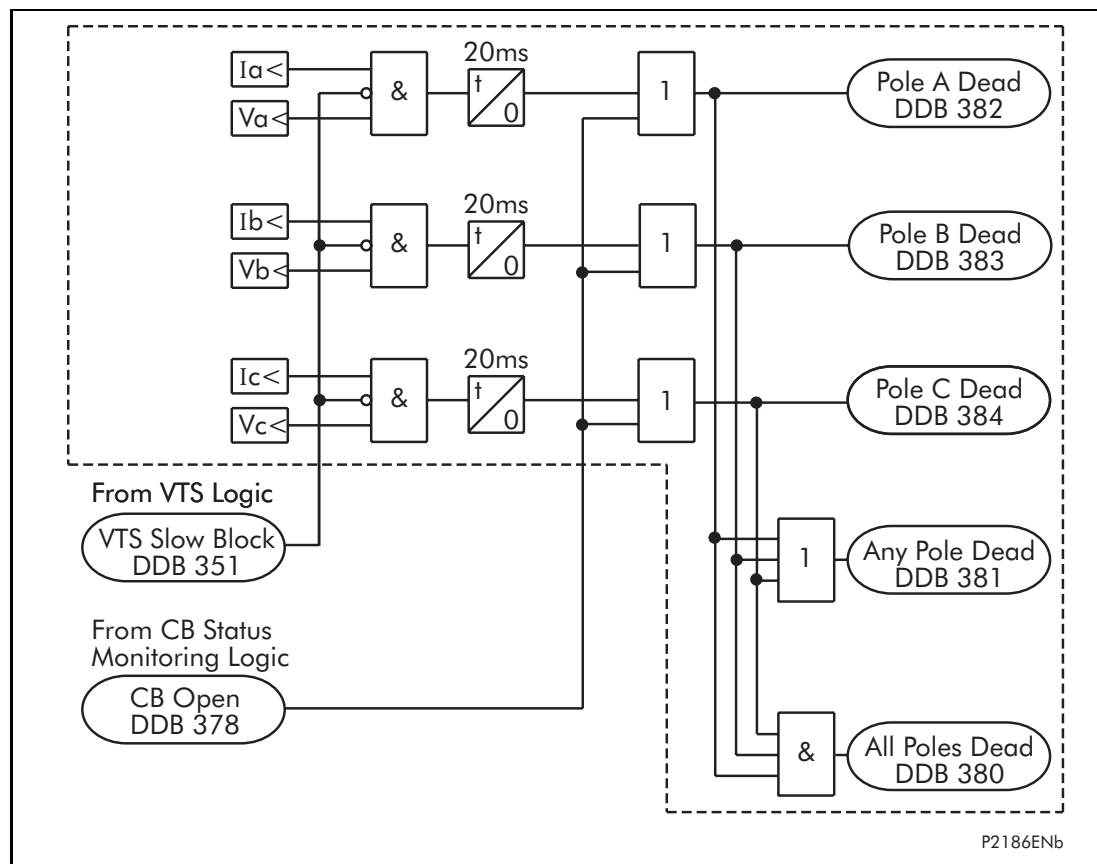 20ms
Ia<
Va<
&
t
0
1
Pole A Dead
DDB 382
20ms
Ib<
Vb<
&
t
0
1
Pole B Dead
DDB 383
20ms
Ic<
Vc<
&
t
0
1
Pole C Dead
DDB 384
From VTS Logic
VTS Slow Block
DDB 351
1
Any Pole Dead
DDB 381
From CB Status
Monitoring Logic
CB Open
DDB 378
&
All Poles Dead
DDB 380
P2186ENb